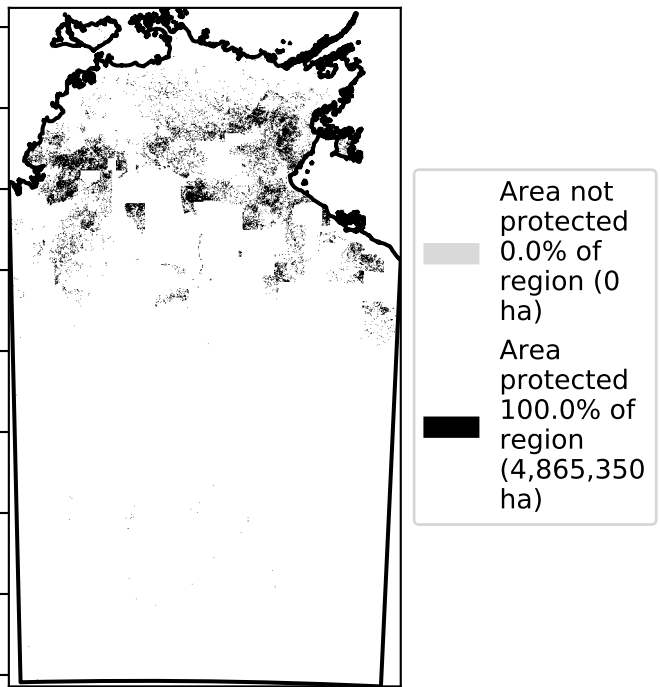 Area not
protected
0.0% of
region (0
ha)
Area
protected
100.0% of
region
(4,865,350
ha)